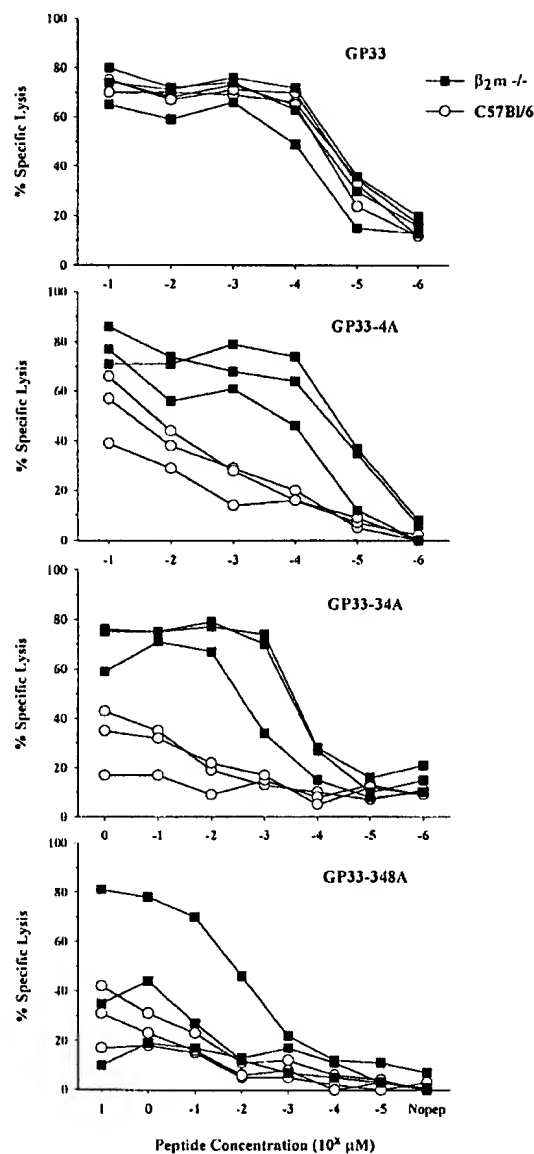 GP33
β₂m -/-
C57Bl/6
% Specific Lysis
100
80
60
40
20
0
-1 -2 -3 -4 -5 -6
GP33-4A
% Specific Lysis
100
80
60
40
20
0
-1 -2 -3 -4 -5 -6
GP33-34A
% Specific Lysis
100
80
60
40
20
0
0 -1 -2 -3 -4 -5 -6
GP33-348A
% Specific Lysis
100
80
60
40
20
0
1 0 -1 -2 -3 -4 -5 Nopep
Peptide Concentration (10ˣ μM)